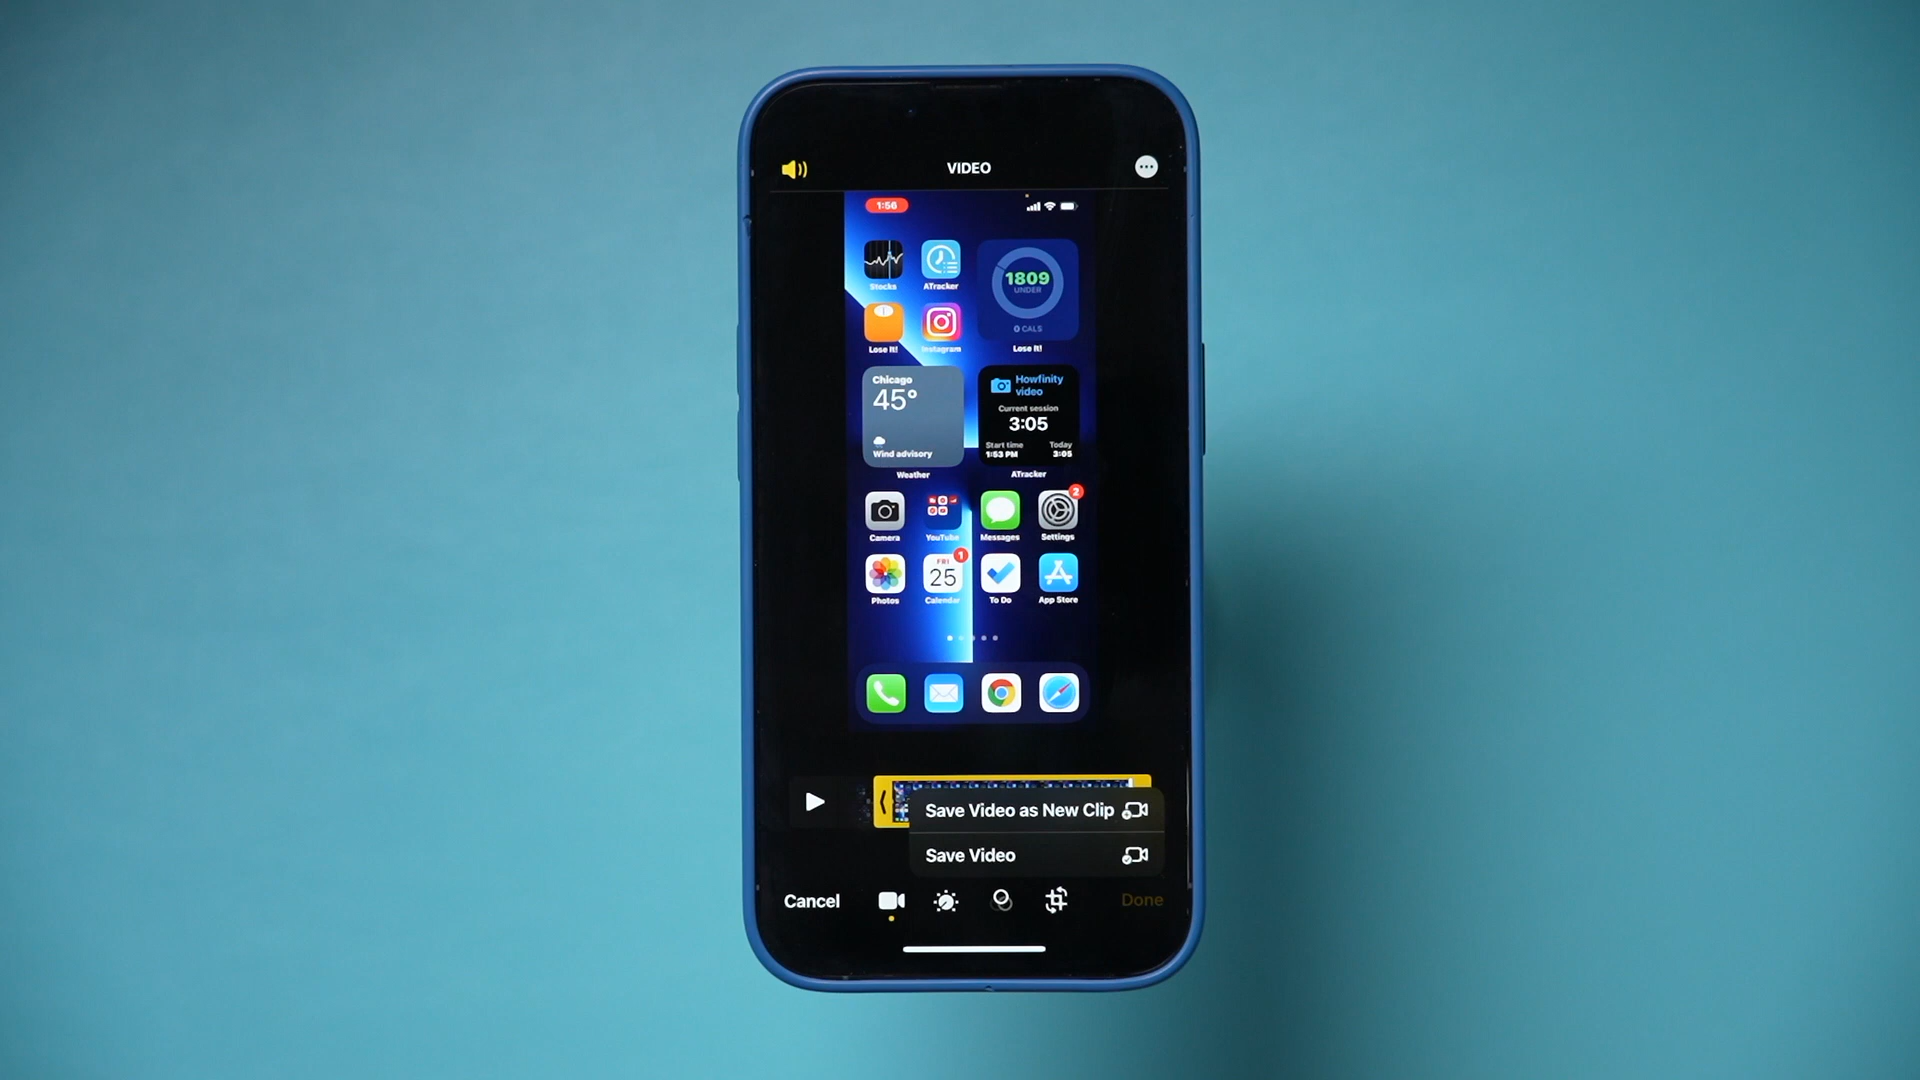 VIDEO
1:56
1809
UNDER
0 CALS
Stocks
ATracker
Lose It!
Instagram
Lose It!
Chicago
45°
Wind advisory
Weather
Howfinity
video
Current session
3:05
Start time
Today
1:53 PM
3:05
ATracker
2
Camera
YouTube
Messages
Settings
FRI
1
25
Photos
Calendar
To Do
App Store
Save Video as New Clip
Save Video
Cancel
Done